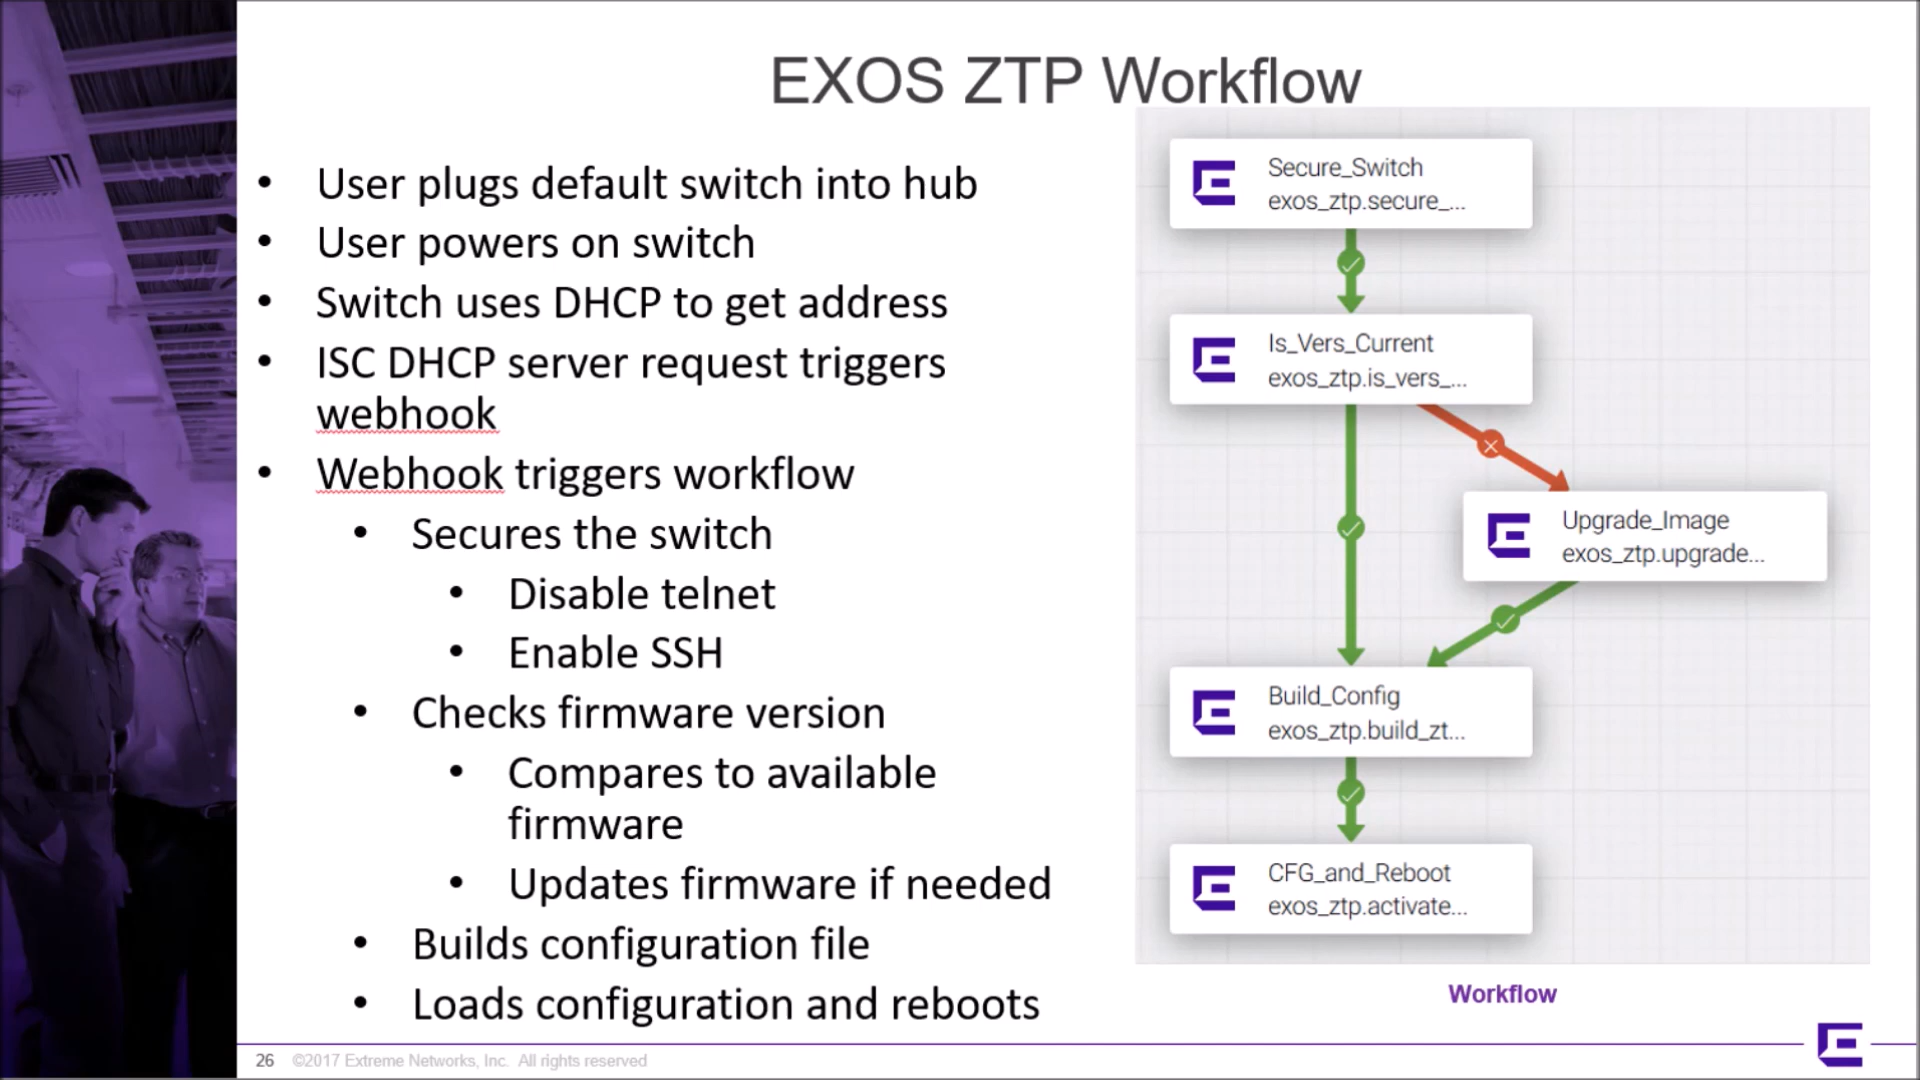 EXOS ZTP Workflow
• User plugs default switch into hub
• User powers on switch
• Switch uses DHCP to get address
• ISC DHCP server request triggers
webhook
• Webhook triggers workflow
• Secures the switch
• Disable telnet
• Enable SSH
• Checks firmware version
• Compares to available
firmware
• Updates firmware if needed
• Builds configuration file
• Loads configuration and reboots
Secure_Switch
exos_ztp.secure_...
Is_Vers_Current
exos_ztp.is_vers_...
Upgrade_Image
exos_ztp.upgrade...
Build_Config
exos_ztp.build_zt...
CFG_and_Reboot
exos_ztp.activate...
Workflow
26 ©2017 Extreme Networks, Inc. All rights reserved